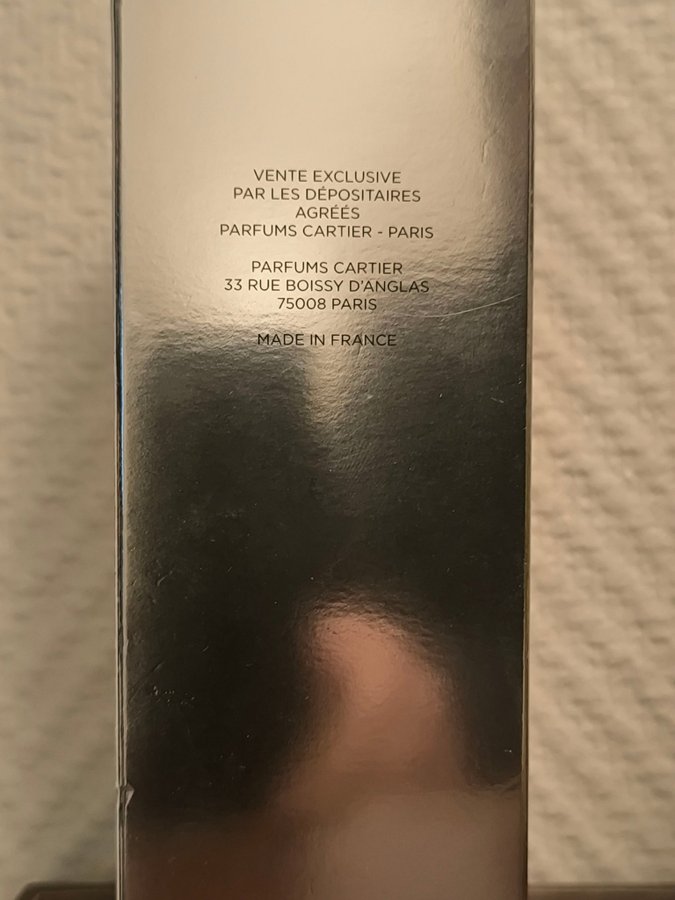 VENTE EXCLUSIVE
PAR LES DÉPOSITAIRES
AGRÉÉS
PARFUMS CARTIER - PARIS
PARFUMS CARTIER
33 RUE BOISSY D'ANGLAS
75008 PARIS
MADE IN FRANCE